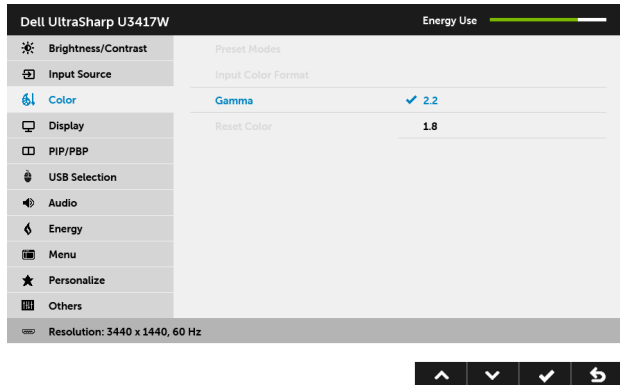 Dell UltraSharp U3417W
Energy Use
Brightness/Contrast
Preset Modes
Input Source
Input Color Format
Color
Gamma
2.2
Display
Reset Color
1.8
PIP/PBP
USB Selection
Audio
Energy
Menu
Personalize
Others
Resolution: 3440 x 1440, 60 Hz